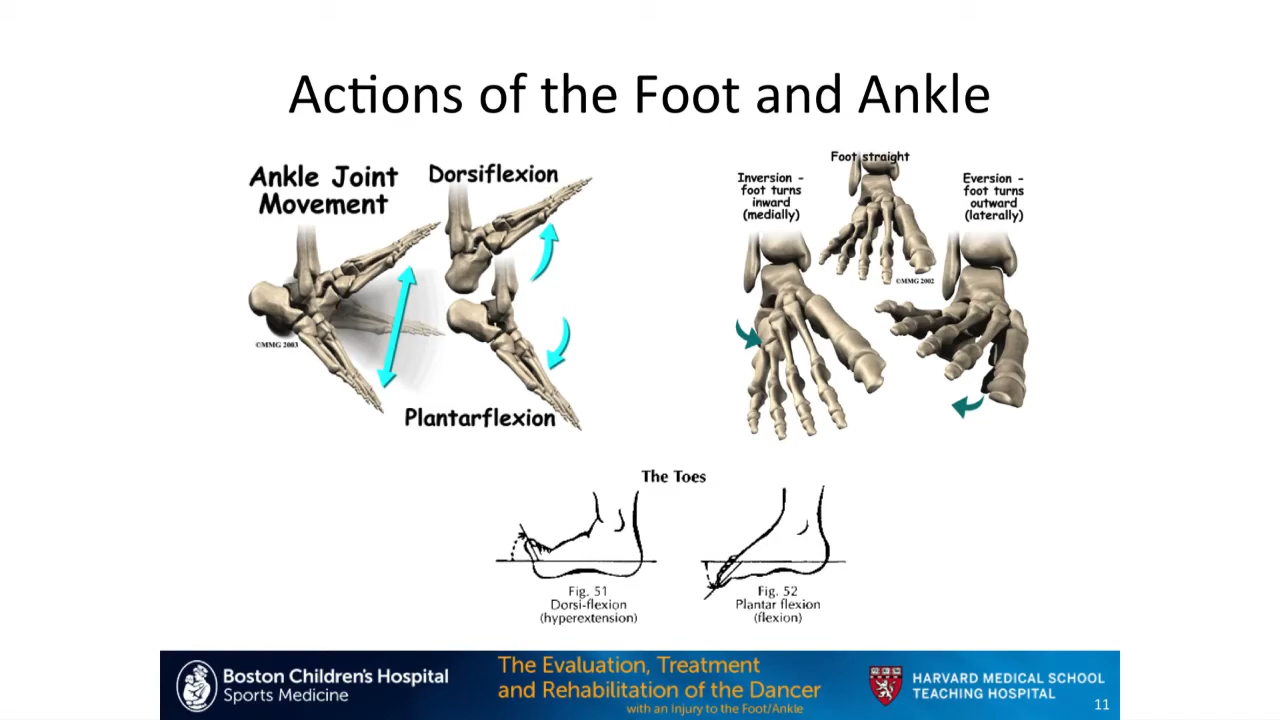 Actions of the Foot and Ankle
Ankle Joint
Movement
Dorsiflexion
©MMG 2003
Plantarflexion
Foot straight
Inversion -
foot turns
inward
(medially)
Eversion -
foot turns
outward
(laterally)
©MMG 2002
The Toes
Fig. 51
Dorsi-flexion
(hyperextension)
Fig. 52
Plantar flexion
(flexion)
Boston Children's Hospital
Sports Medicine
The Evaluation, Treatment
and Rehabilitation of the Dancer
with an Injury to the Foot/Ankle
HARVARD MEDICAL SCHOOL
TEACHING HOSPITAL
11